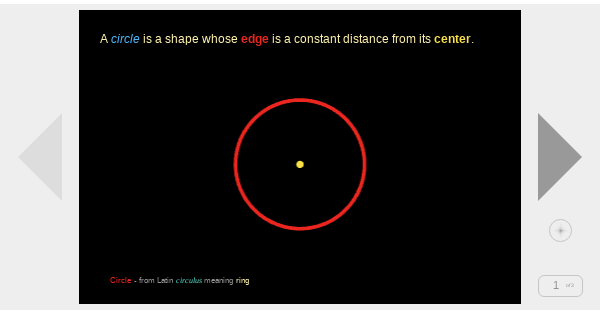 A circle is a shape whose edge is a constant distance from its center.
Circle - from Latin circulus meaning ring
1